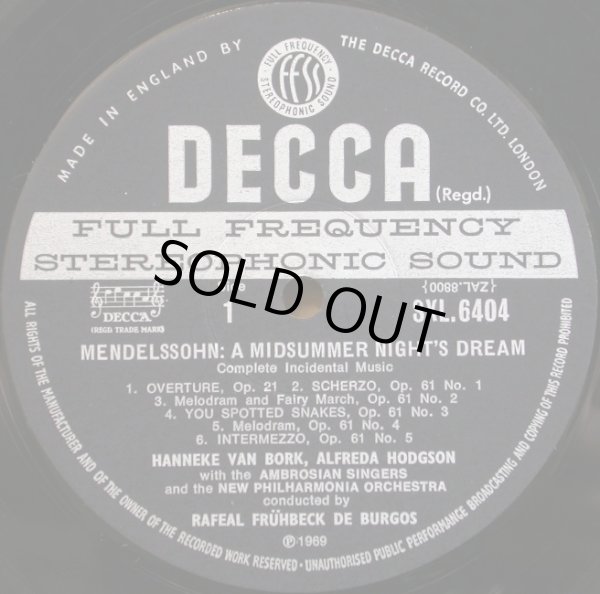 MADE IN ENGLAND BY
THE DECCA RECORD CO. LTD. LONDON
FULL FREQUENCY
ffss
STEREOPHONIC SOUND
DECCA
(Regd.)
FULL FREQUENCY
STEREOPHONIC SOUND
SOLD OUT
DECCA
(REGD TRADE MARK)
1
{ZAL.8800}
SXL.6404
MENDELSSOHN: A MIDSUMMER NIGHT'S DREAM
Complete Incidental Music
1. OVERTURE, Op. 21 2. SCHERZO, Op. 61 No. 1
3. Melodram and Fairy March, Op. 61 No. 2
4. YOU SPOTTED SNAKES, Op. 61 No. 3
5. Melodram, Op. 61 No. 4
6. INTERMEZZO, Op. 61 No. 5
HANNEKE VAN BORK, ALFREDA HODGSON
with the AMBROSIAN SINGERS
and the NEW PHILHARMONIA ORCHESTRA
conducted by
RAFEAL FRÜHBECK DE BURGOS
℗1969
ALL RIGHTS OF THE MANUFACTURER AND OF THE OWNER OF THE RECORDED WORK RESERVED - UNAUTHORISED PUBLIC PERFORMANCE BROADCASTING AND COPYING OF THIS RECORD PROHIBITED